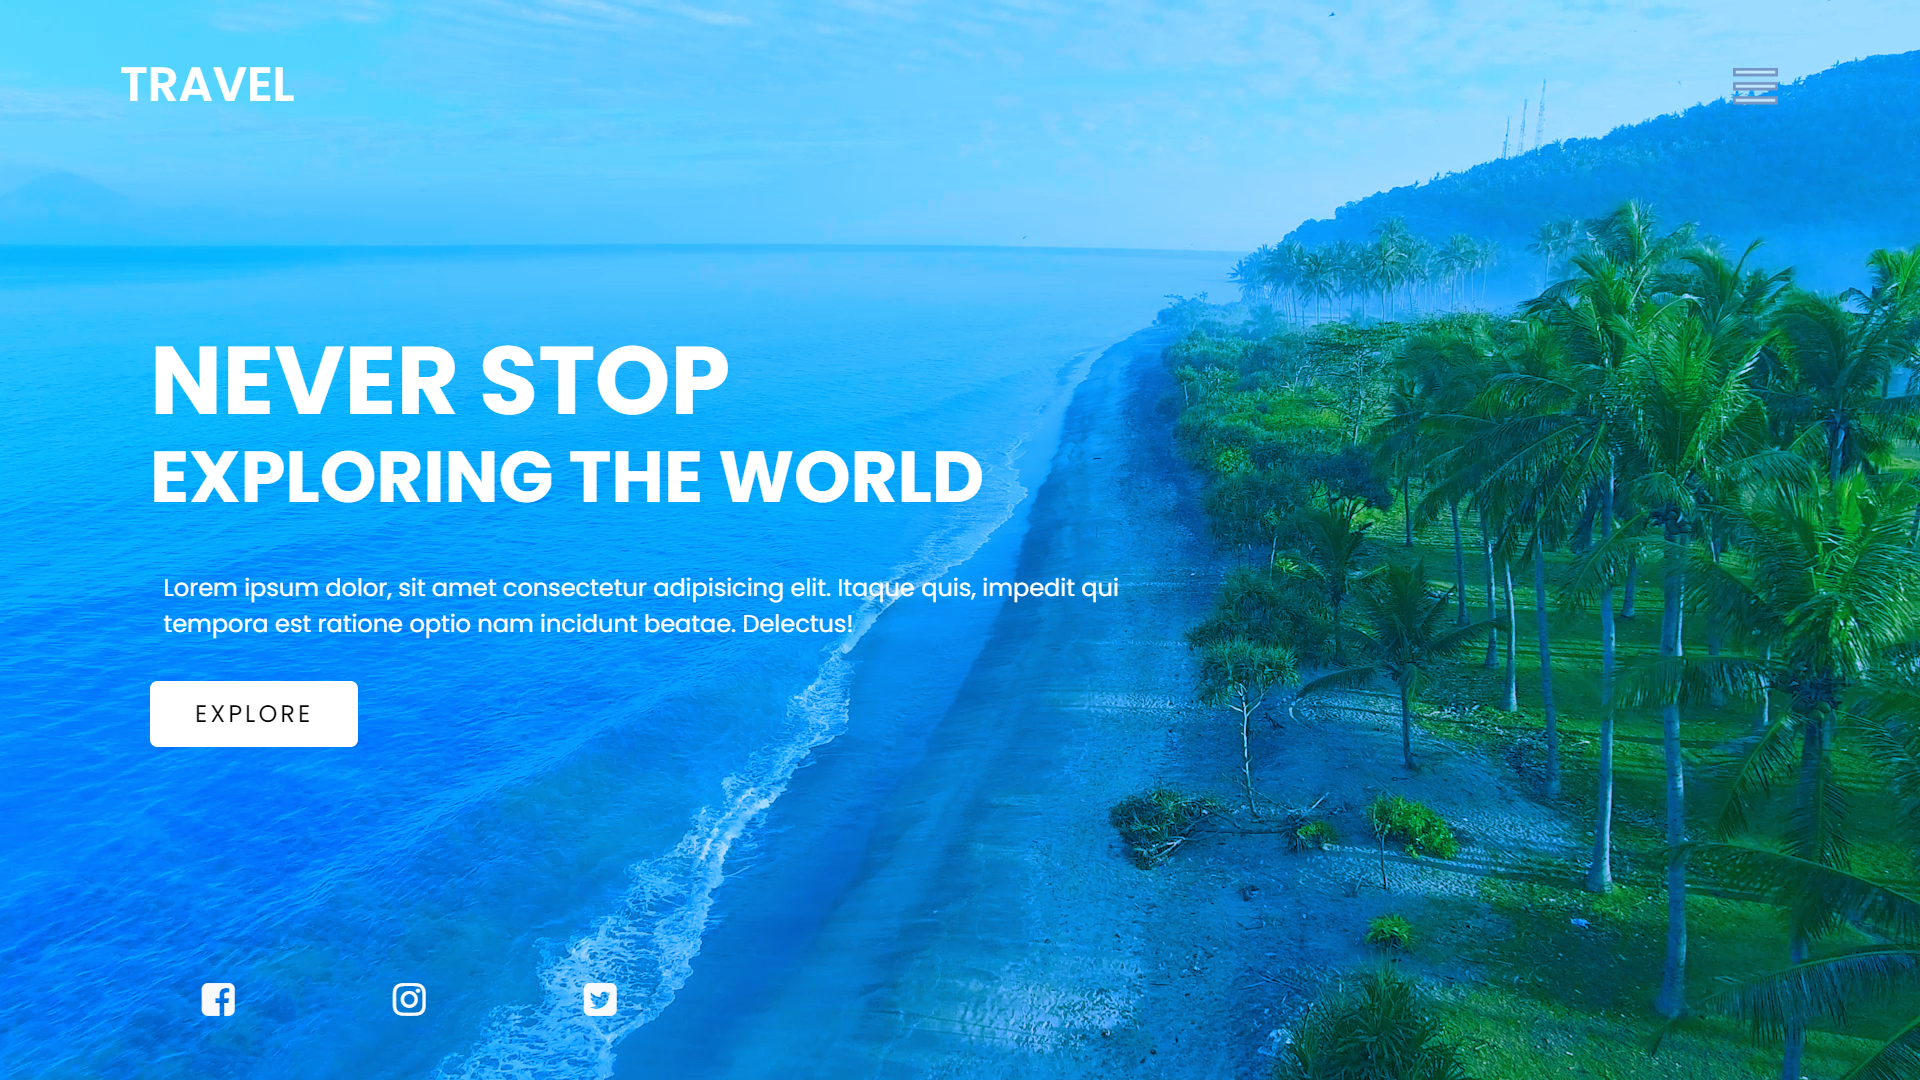 TRAVEL
NEVER STOP
EXPLORING THE WORLD
Lorem ipsum dolor, sit amet consectetur adipisicing elit. Itaque quis, impedit qui
tempora est ratione optio nam incidunt beatae. Delectus!
EXPLORE